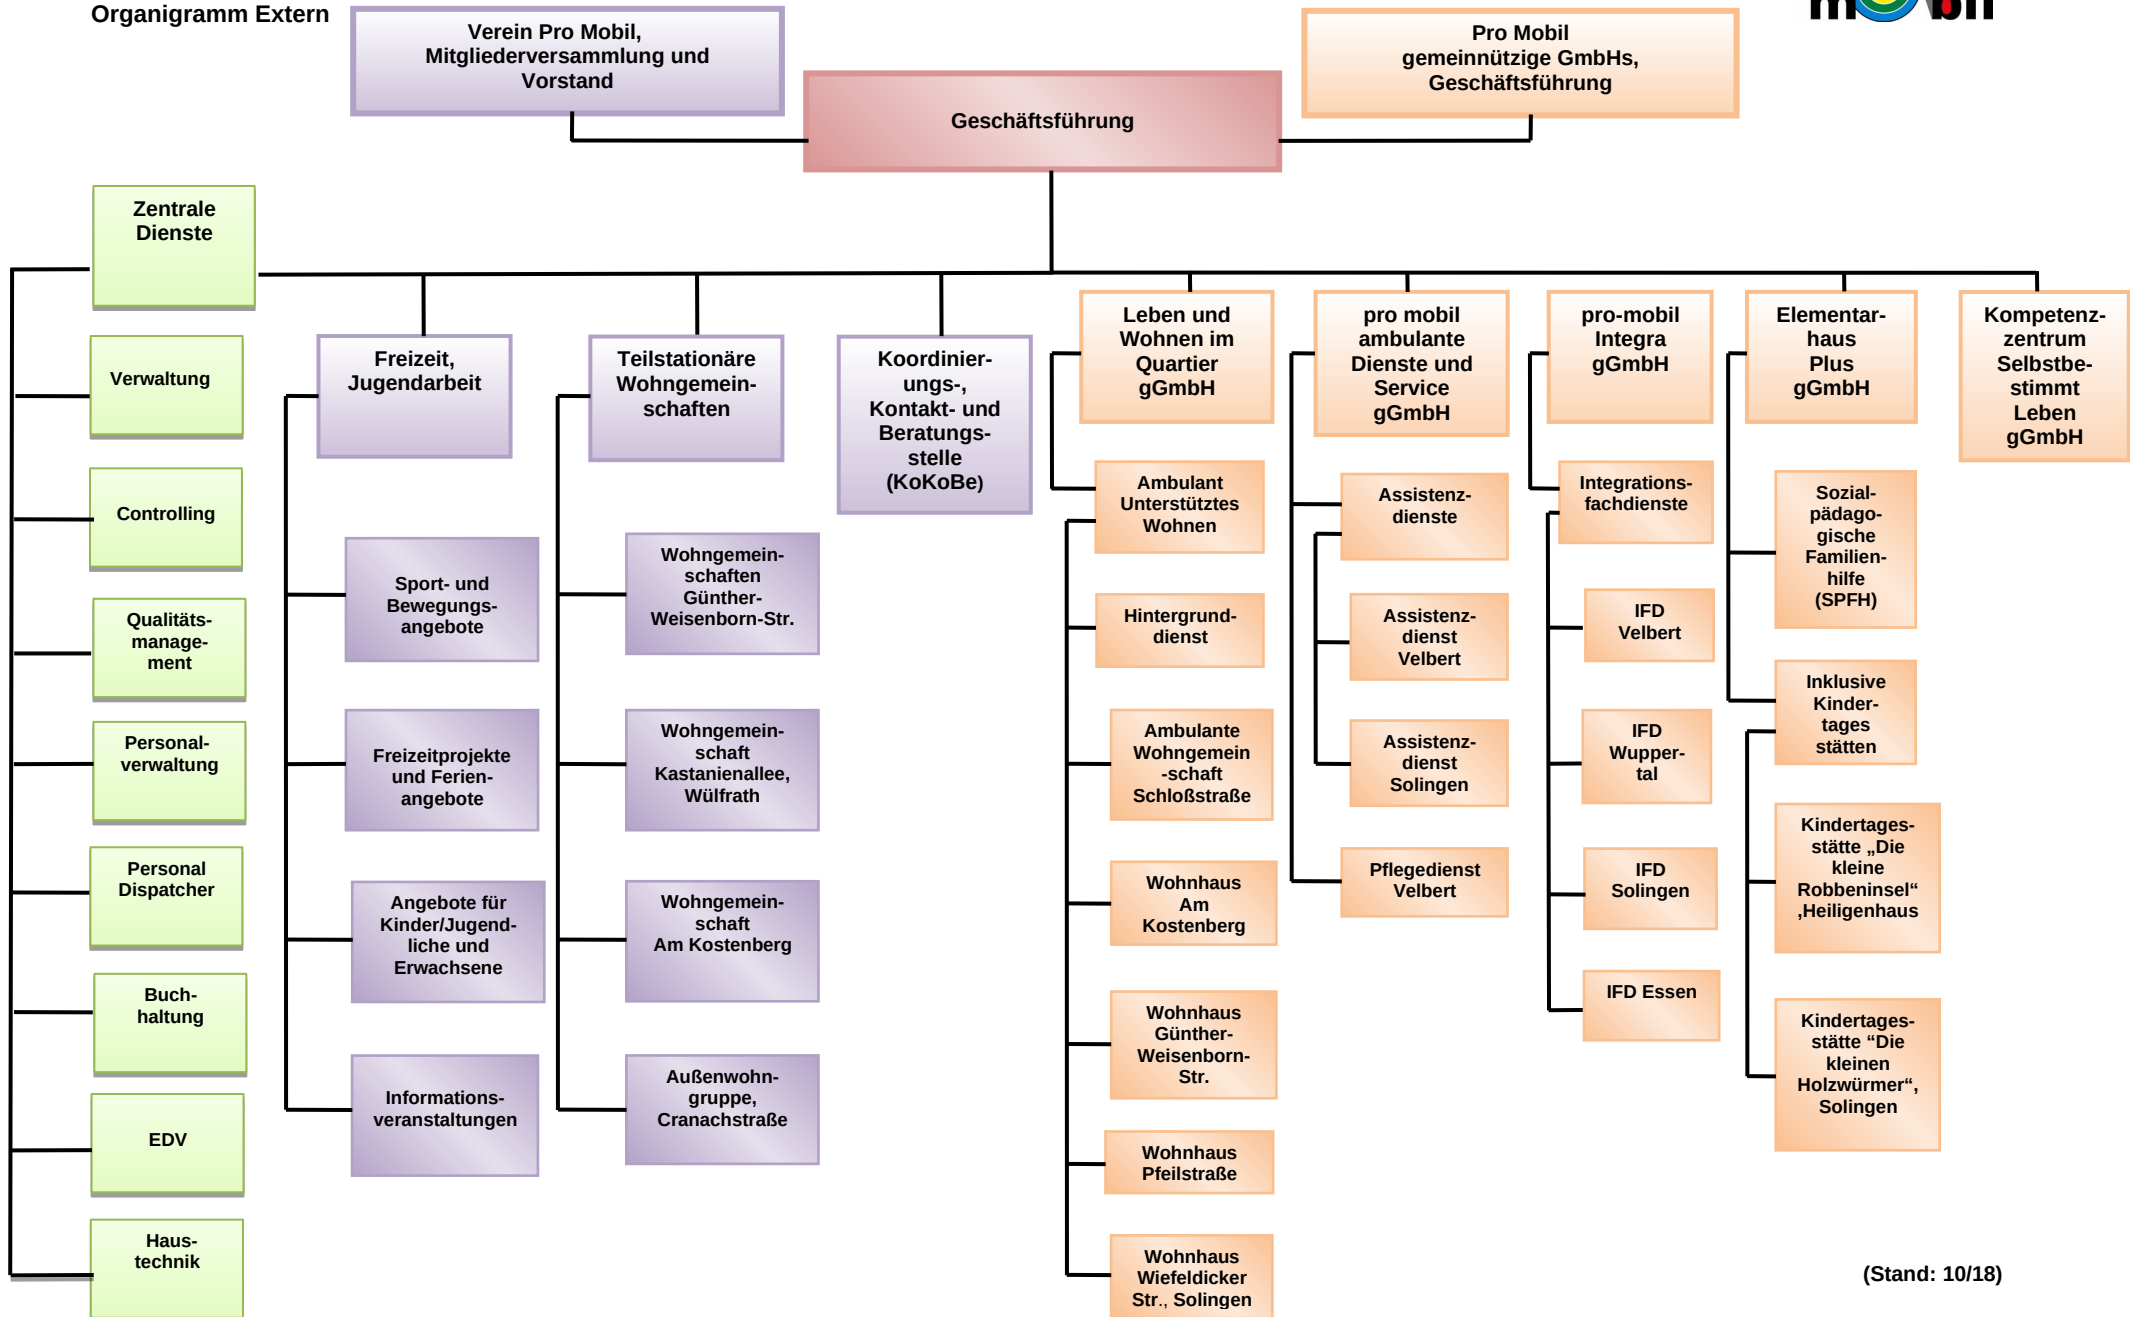 Organigramm Extern
Verein Pro Mobil,
Mitgliederversammlung und
Vorstand
Geschäftsführung
Pro Mobil
gemeinnützige GmbHs,
Geschäftsführung
Zentrale
Dienste
Verwaltung
Controlling
Qualitäts-
manage-
ment
Personal-
verwaltung
Personal
Dispatcher
Buch-
haltung
EDV
Haus-
technik
Freizeit,
Jugendarbeit
Sport- und
Bewegungs-
angebote
Freizeitprojekte
und Ferien-
angebote
Angebote für
Kinder/Jugend-
liche und
Erwachsene
Informations-
veranstaltungen
Teilstationäre
Wohngemein-
schaften
Wohngemein-
schaften
Günther-
Weisenborn-Str.
Wohngemein-
schaft
Kastanienallee,
Wülfrath
Wohngemein-
schaft
Am Kostenberg
Außenwohn-
gruppe,
Cranachstraße
Koordinier-
ungs-,
Kontakt- und
Beratungs-
stelle
(KoKoBe)
Leben und
Wohnen im
Quartier
gGmbH
Ambulant
Unterstütztes
Wohnen
Hintergrund-
dienst
Ambulante
Wohngemein
-schaft
Schloßstraße
Wohnhaus
Am
Kostenberg
Wohnhaus
Günther-
Weisenborn-
Str.
Wohnhaus
Pfeilstraße
Wohnhaus
Wiefeldicker
Str., Solingen
pro mobil
ambulante
Dienste und
Service
gGmbH
Assistenz-
dienste
Assistenz-
dienst
Velbert
Assistenz-
dienst
Solingen
Pflegedienst
Velbert
pro-mobil
Integra
gGmbH
Integrations-
fachdienste
IFD
Velbert
IFD
Wupper-
tal
IFD
Solingen
IFD Essen
Elementar-
haus
Plus
gGmbH
Sozial-
pädago-
gische
Familien-
hilfe
(SPFH)
Inklusive
Kinder-
tages
stätten
Kindertages-
stätte „Die
kleine
Robbeninsel“
,Heiligenhaus
Kindertages-
stätte “Die
kleinen
Holzwürmer“,
Solingen
Kompetenz-
zentrum
Selbstbe-
stimmt
Leben
gGmbH
(Stand: 10/18)